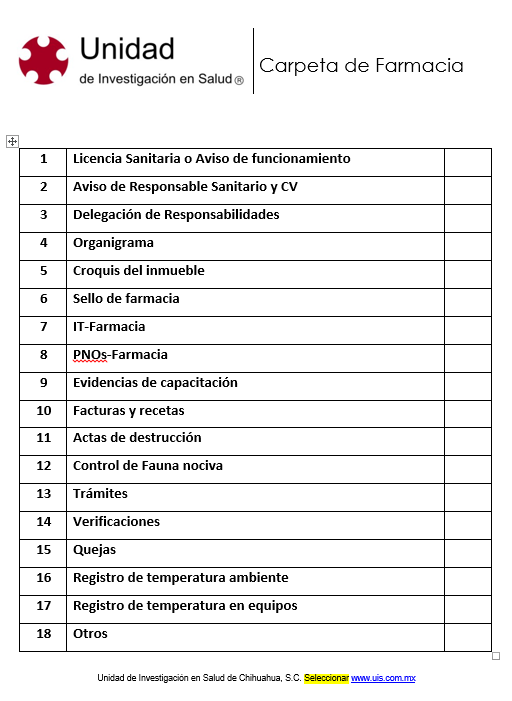 Unidad
de Investigación en Salud®
Carpeta de Farmacia
1 Licencia Sanitaria o Aviso de funcionamiento
2 Aviso de Responsable Sanitario y CV
3 Delegación de Responsabilidades
4 Organigrama
5 Croquis del inmueble
6 Sello de farmacia
7 IT-Farmacia
8 PNOs-Farmacia
9 Evidencias de capacitación
10 Facturas y recetas
11 Actas de destrucción
12 Control de Fauna nociva
13 Trámites
14 Verificaciones
15 Quejas
16 Registro de temperatura ambiente
17 Registro de temperatura en equipos
18 Otros
Unidad de Investigación en Salud de Chihuahua, S.C. Seleccionar www.uis.com.mx